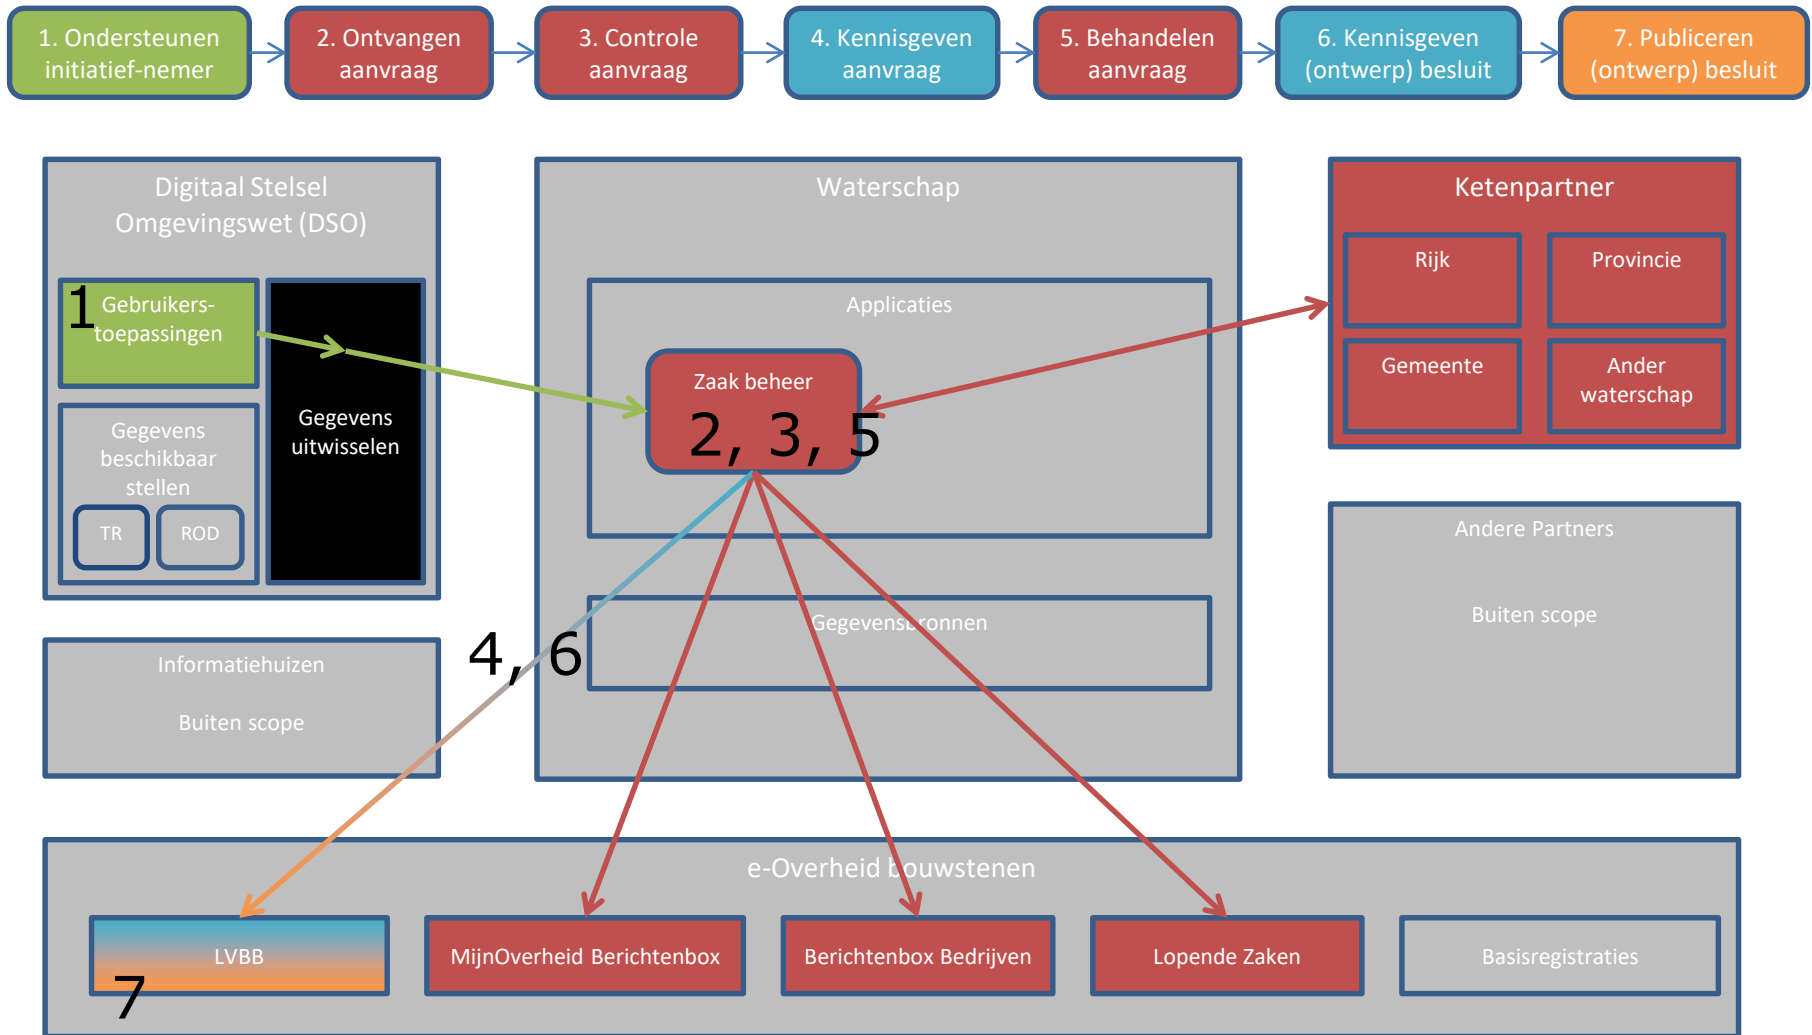 1. Ondersteunen
initiatief-nemer
2. Ontvangen
aanvraag
3. Controle
aanvraag
4. Kennisgeven
aanvraag
5. Behandelen
aanvraag
6. Kennisgeven
(ontwerp) besluit
7. Publiceren
(ontwerp) besluit
Digitaal Stelsel
Omgevingswet (DSO)
1
Gebruikers-
toepassingen
Gegevens
uitwisselen
Gegevens
beschikbaar
stellen
TR
ROD
Informatiehuizen
Buiten scope
Waterschap
Applicaties
Zaak beheer
2, 3, 5
Gegevensbronnen
4, 6
Ketenpartner
Rijk
Provincie
Gemeente
Ander
waterschap
Andere Partners
Buiten scope
e-Overheid bouwstenen
LVBB
7
MijnOverheid Berichtenbox
Berichtenbox Bedrijven
Lopende Zaken
Basisregistraties